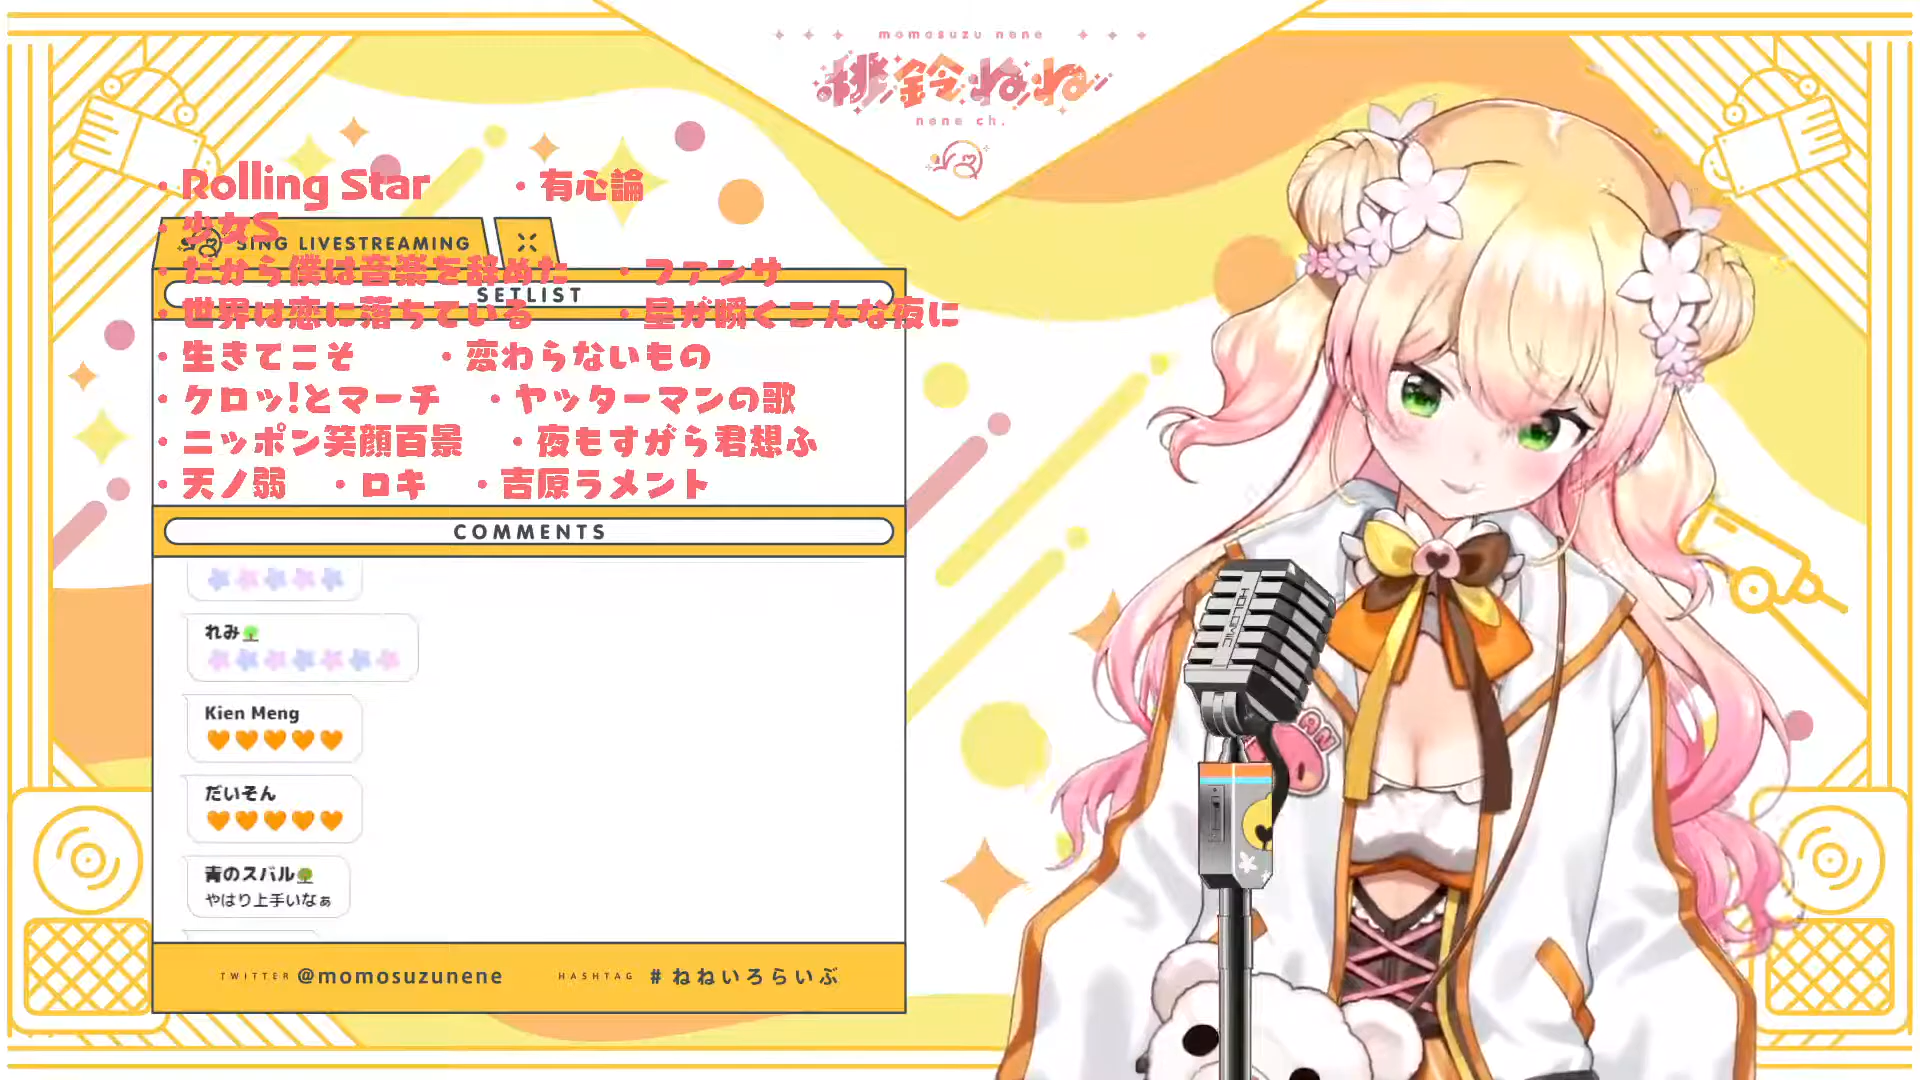 momosuzu nene
桃鈴ねね
nene ch.
・Rolling Star ・有心論
・少女S
SING LIVESTREAMING
・だから僕は音楽を辞めた ・ファンサ
SETLIST
・世界は恋に落ちている ・星が瞬くこんな夜に
・生きてこそ ・変わらないもの
・ケロッ!とマーチ ・ヤッターマンの歌
・ニッポン笑顔百景 ・夜もすがら君想ふ
・天ノ弱 ・ロキ ・吉原ラメント
COMMENTS
れみ🌳
Kien Meng
🧡🧡🧡🧡🧡
だいそん
🧡🧡🧡🧡🧡
青のスバル🌳
やはり上手いなぁ
TWITTER @momosuzunene HASHTAG #ねねいろらいぶ
HOLOMIC